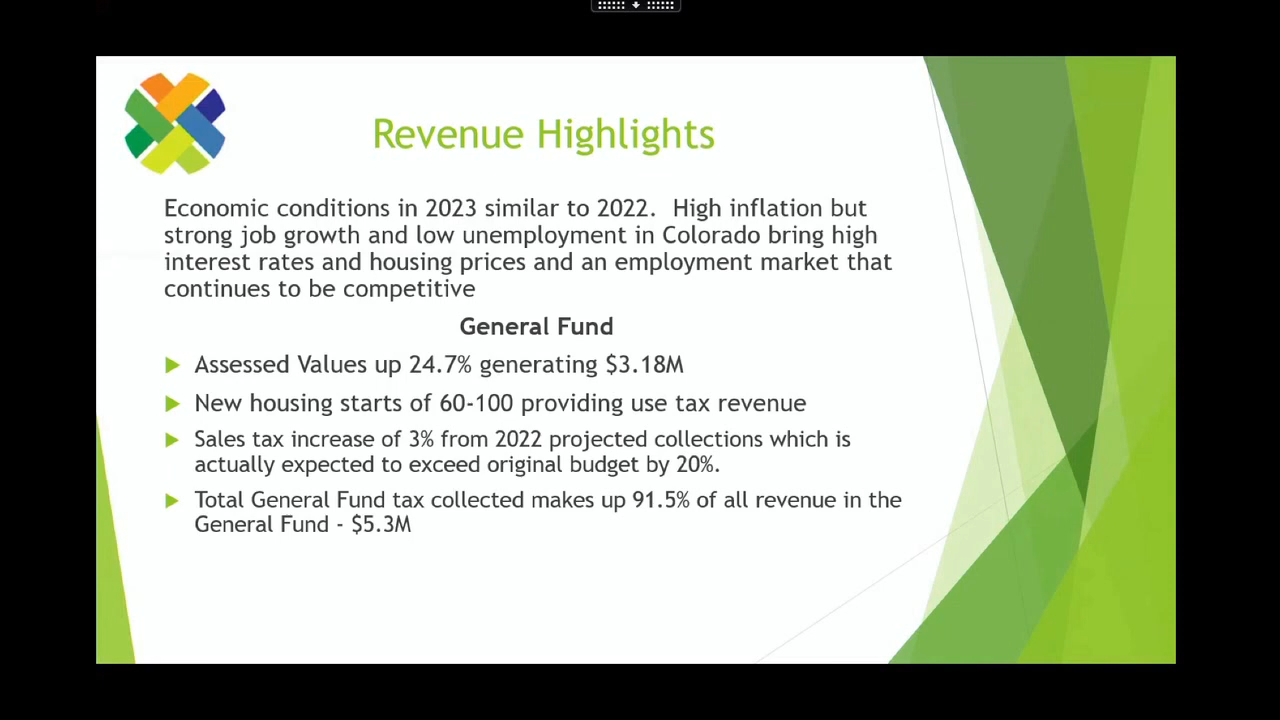 Revenue Highlights
Economic conditions in 2023 similar to 2022.  High inflation but
strong job growth and low unemployment in Colorado bring high
interest rates and housing prices and an employment market that
continues to be competitive
General Fund
Assessed Values up 24.7% generating $3.18M
New housing starts of 60-100 providing use tax revenue
Sales tax increase of 3% from 2022 projected collections which is
actually expected to exceed original budget by 20%.
Total General Fund tax collected makes up 91.5% of all revenue in the
General Fund - $5.3M